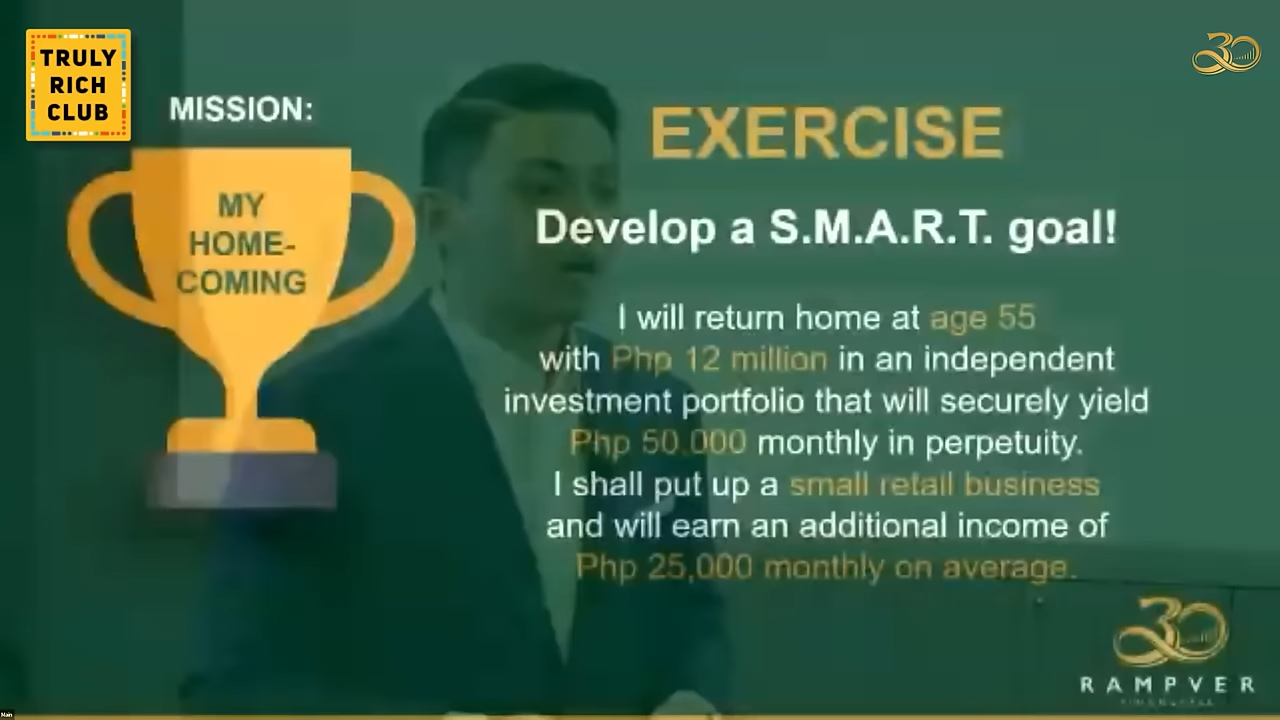 TRULY
RICH
CLUB
MISSION:
MY
HOME-
COMING
EXERCISE
Develop a S.M.A.R.T. goal!
I will return home at age 55
with Php 12 million in an independent
investment portfolio that will securely yield
Php 50,000 monthly in perpetuity.
I shall put up a small retail business
and will earn an additional income of
Php 25,000 monthly on average.
30
30
RAMPVER
Main